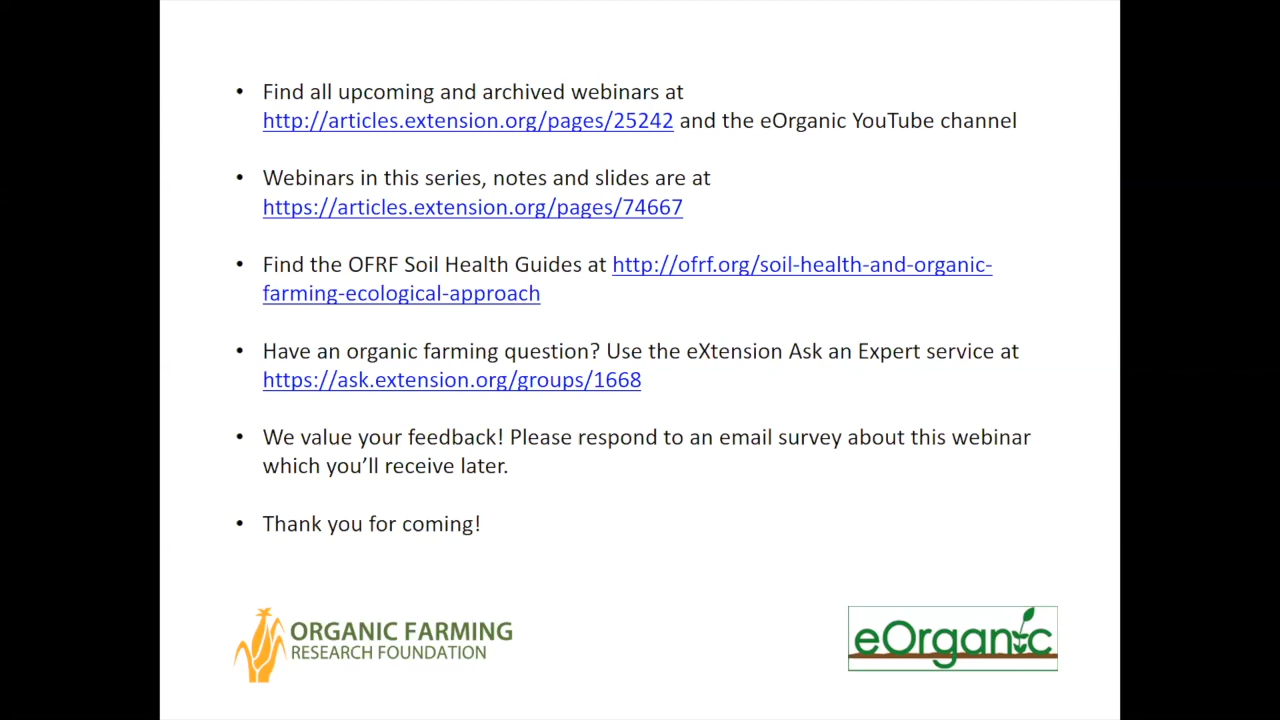 • Find all upcoming and archived webinars at
http://articles.extension.org/pages/25242 and the eOrganic YouTube channel
• Webinars in this series, notes and slides are at
https://articles.extension.org/pages/74667
• Find the OFRF Soil Health Guides at http://ofrf.org/soil-health-and-organic-
farming-ecological-approach
• Have an organic farming question? Use the eXtension Ask an Expert service at
https://ask.extension.org/groups/1668
• We value your feedback! Please respond to an email survey about this webinar
which you’ll receive later.
• Thank you for coming!
ORGANIC FARMING
RESEARCH FOUNDATION
eOrganic